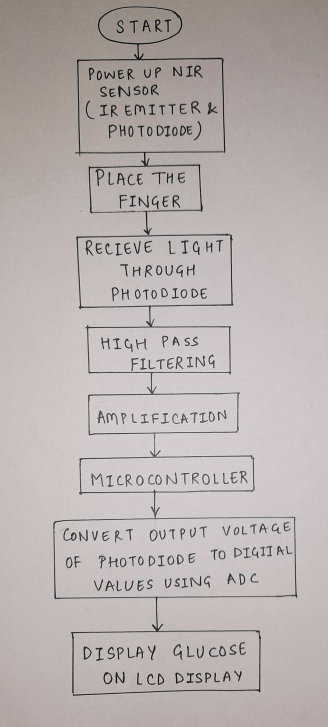 START
POWER UP NIR
SENSOR
(IR EMITTER &
PHOTODIODE)
PLACE THE
FINGER
RECIEVE LIGHT
THROUGH
PHOTODIODE
HIGH PASS
FILTERING
AMPLIFICATION
MICROCONTROLLER
CONVERT OUTPUT VOLTAGE
OF PHOTODIODE TO DIGITAL
VALUES USING ADC
DISPLAY GLUCOSE
ON LCD DISPLAY